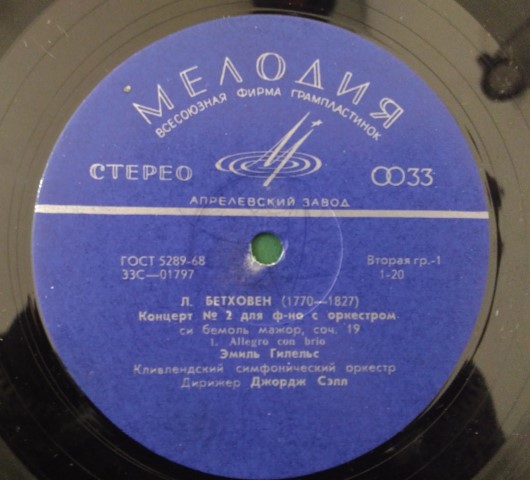 МЕЛОДИЯ
ВСЕСОЮЗНАЯ ФИРМА ГРАМПЛАСТИНОК
СТЕРЕО
33
АПРЕЛЕВСКИЙ ЗАВОД
ГОСТ 5289-68
33С—01797
Вторая гр.-1
1-20
Л. БЕТХОВЕН (1770—1827)
Концерт № 2 для ф-но с оркестром
си бемоль мажор, соч. 19
1. Allegro con brio
Эмиль Гилельс
Кливлендский симфонический оркестр
Дирижер Джордж Сэлл